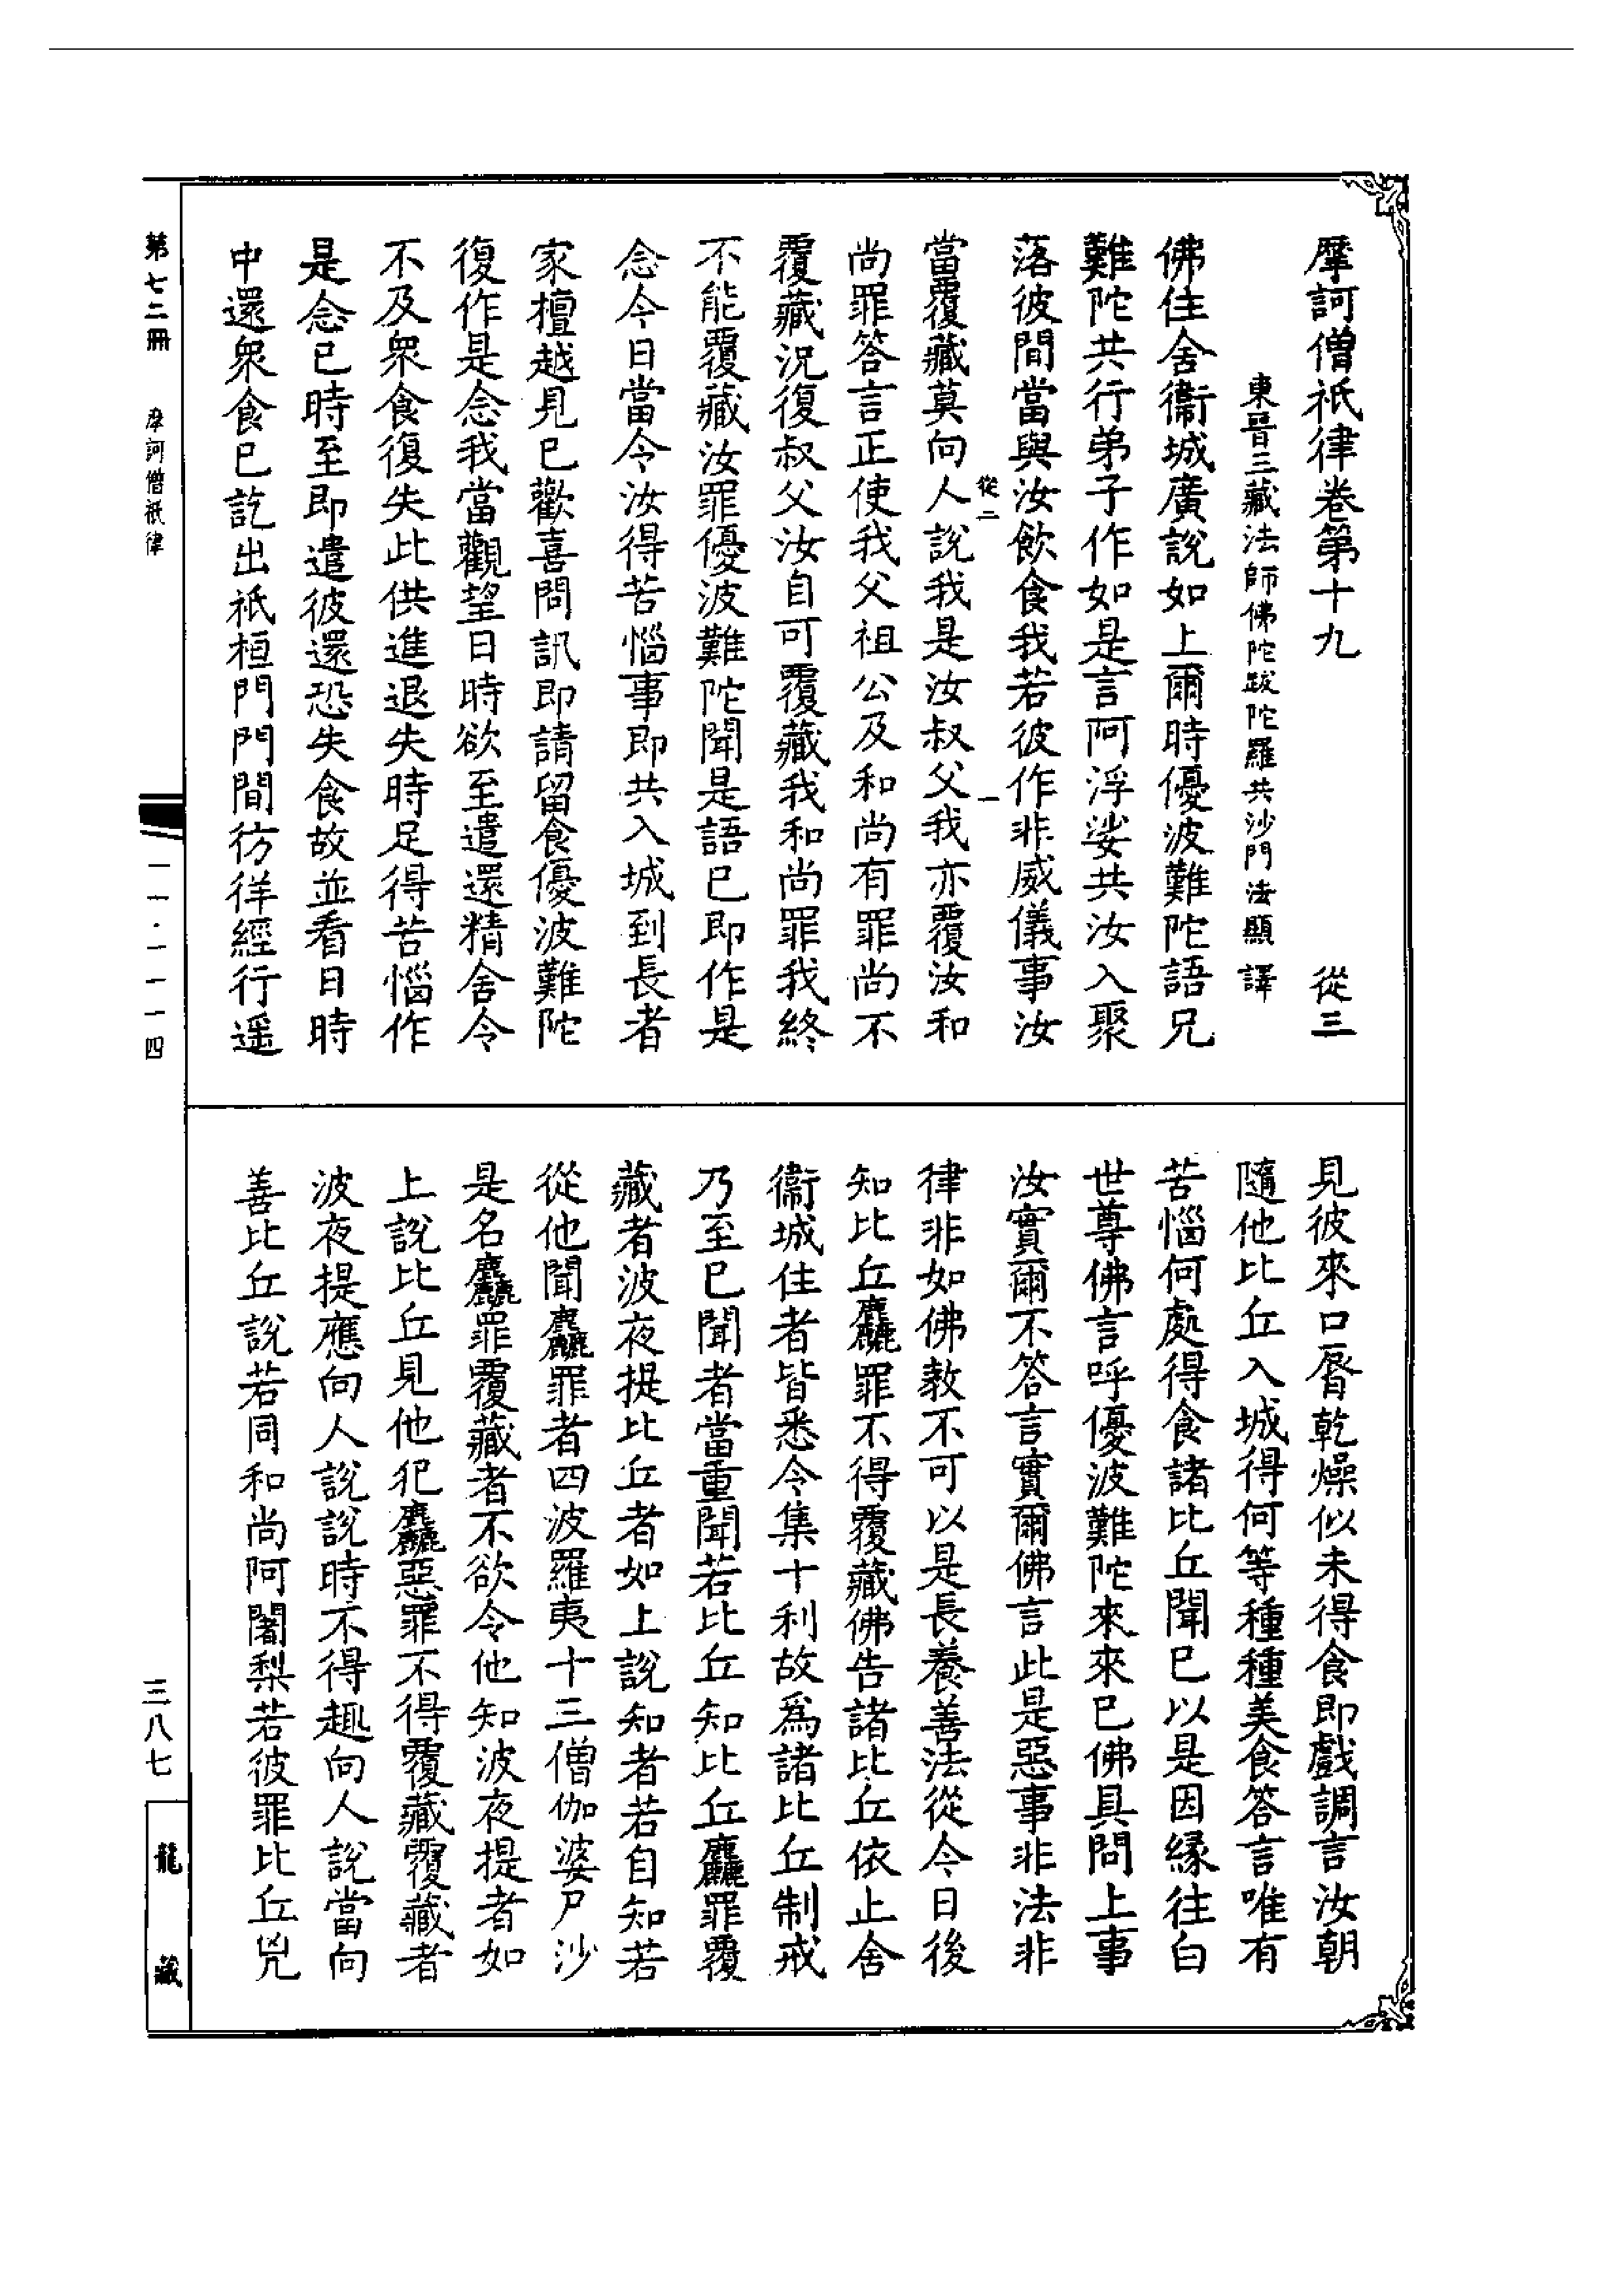 摩訶僧祇律卷第十九　從三
東晉三藏法師佛陀跋陀羅共沙門法顯譯
佛住舍衞城廣說如上爾時優波難陀語兄
難陀共行弟子作如是言阿浮娑共汝入聚
落彼間當與汝飲食我若彼作非威儀事汝
從二　一
當覆藏莫向人說我是汝叔父我亦覆汝和
尚罪答言正使我父祖公及和尚有罪尚不
覆藏況復叔父汝自可覆藏我和尚罪我終
不能覆藏汝罪優波難陀聞是語已即作是
念今日當令汝得苦惱事即共入城到長者
家檀越見已歡喜問訊即請留食優波難陀
復作是念我當觀望日時欲至遣還精舍令
不及衆食復失此供進退失時足得苦惱作
是念已時至即遣彼還恐失食故並看日時
中還衆食已訖出祇桓門門間彷徉經行遥
見彼來口脣乾燥似未得食即戲調言汝朝
隨他比丘入城得何等種種美食答言唯有
苦惱何處得食諸比丘聞已以是因緣往白
世尊佛言呼優波難陀來來已佛具問上事
汝實爾不答言實爾佛言此是惡事非法非
律非如佛教不可以是長養善法從今日後
知比丘麤罪不得覆藏佛告諸比丘依止舍
衞城住者皆悉令集十利故爲諸比丘制戒
乃至已聞者當重聞若比丘知比丘麤罪覆
藏者波夜提比丘者如上說知者若自知若
從他聞麤罪者四波羅夷十三僧伽婆尸沙
是名麤罪覆藏者不欲令他知波夜提者如
上說比丘見他犯麤惡罪不得覆藏覆藏者
波夜提應向人說說時不得趣向人說當向
善比丘說若同和尚阿闍梨若彼罪比丘兇
第七二冊　摩訶僧祇律
一一·一一一四
三八七
龍藏